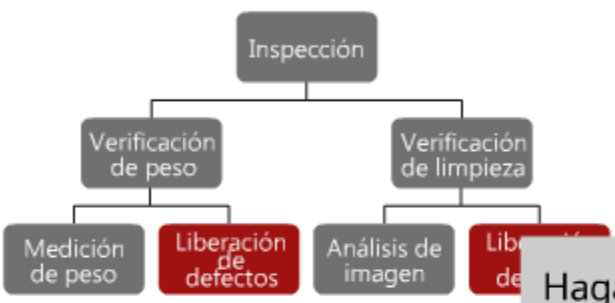 Inspección
Verificación
de peso
Verificación
de limpieza
Medición
de peso
Liberación
de
defectos
Análisis de
imagen